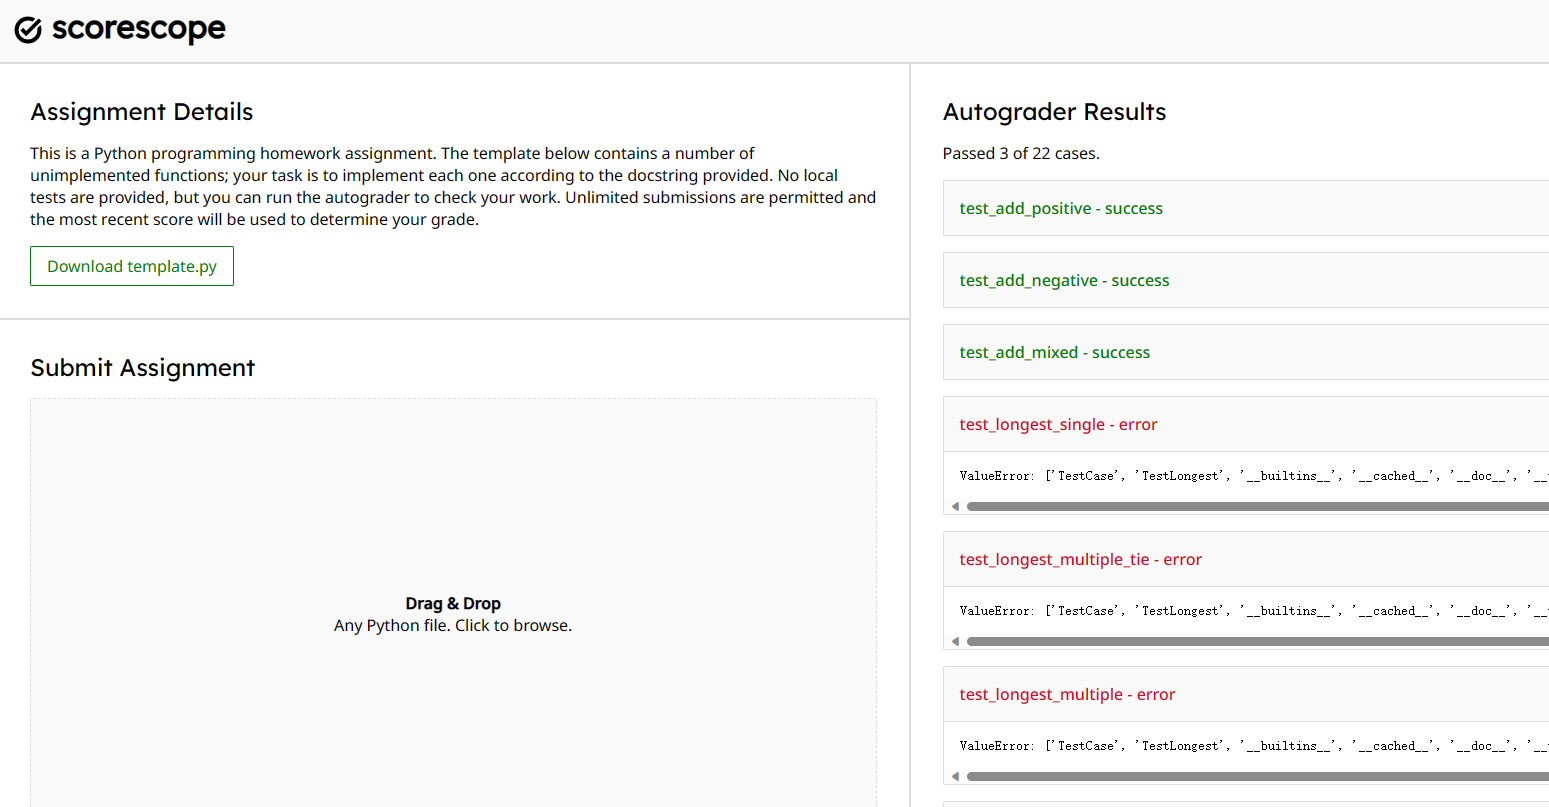 scorescope
Assignment Details
This is a Python programming homework assignment. The template below contains a number of
unimplemented functions; your task is to implement each one according to the docstring provided. No local
tests are provided, but you can run the autograder to check your work. Unlimited submissions are permitted and
the most recent score will be used to determine your grade.
Download template.py
Submit Assignment
Drag & Drop
Any Python file. Click to browse.
Autograder Results
Passed 3 of 22 cases.
test_add_positive - success
test_add_negative - success
test_add_mixed - success
test_longest_single - error
ValueError: ['TestCase', 'TestLongest', '__builtins__', '__cached__', '__doc__', '__
test_longest_multiple_tie - error
ValueError: ['TestCase', 'TestLongest', '__builtins__', '__cached__', '__doc__', '__
test_longest_multiple - error
ValueError: ['TestCase', 'TestLongest', '__builtins__', '__cached__', '__doc__', '__